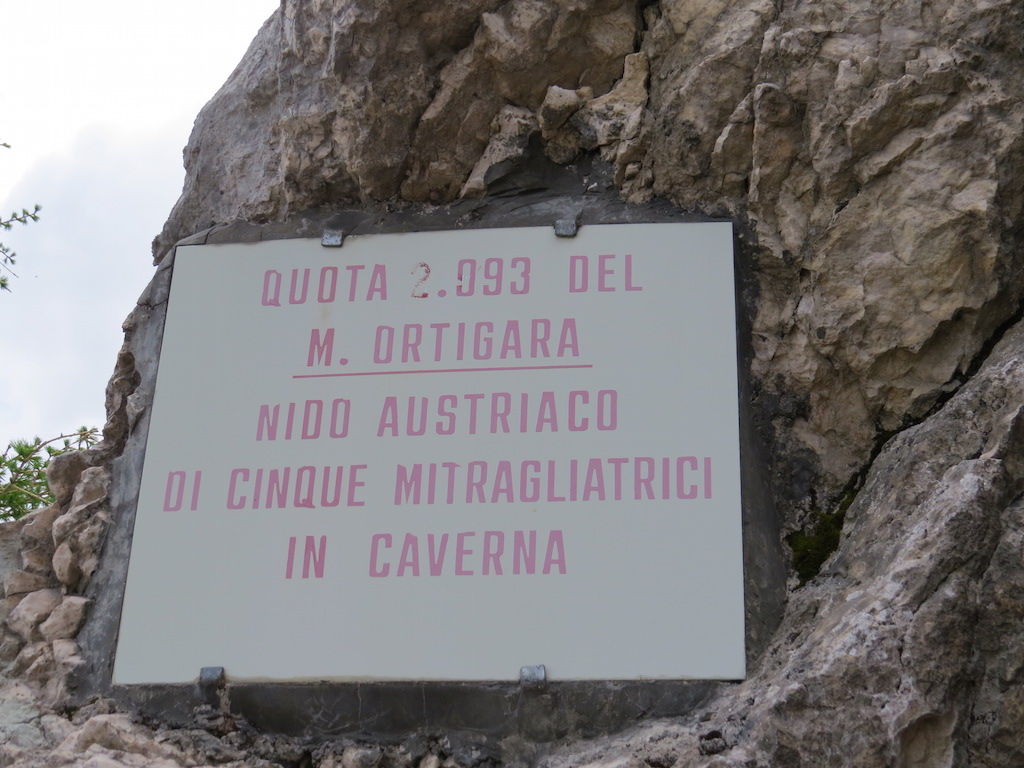 QUOTA 2.093 DEL
M. ORTIGARA
NIDO AUSTRIACO
DI CINQUE MITRAGLIATRICI
IN CAVERNA